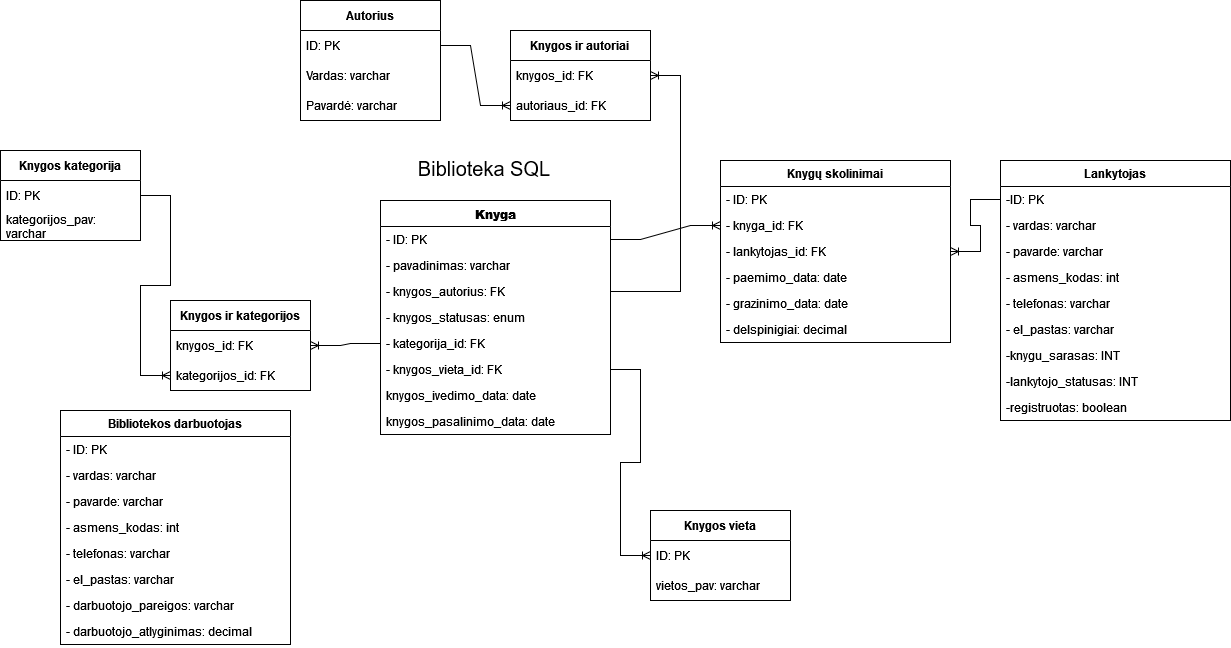 Autorius
ID: PK
Vardas: varchar
Pavardė: varchar
Knygos ir autoriai
knygos_id: FK
autoriaus_id: FK
Knygos kategorija
ID: PK
kategorijos_pav:
varchar
Biblioteka SQL
Knyga
- ID: PK
- pavadinimas: varchar
- knygos_autorius: FK
- knygos_statusas: enum
- kategorija_id: FK
- knygos_vieta_id: FK
knygos_ivedimo_data: date
knygos_pasalinimo_data: date
Knygų skolinimai
- ID: PK
- knyga_id: FK
- lankytojas_id: FK
- paemimo_data: date
- grazinimo_data: date
- delspinigiai: decimal
Lankytojas
-ID: PK
- vardas: varchar
- pavarde: varchar
- asmens_kodas: int
- telefonas: varchar
- el_pastas: varchar
-knygu_sarasas: INT
-lankytojo_statusas: INT
-registruotas: boolean
Knygos ir kategorijos
knygos_id: FK
kategorijos_id: FK
Bibliotekos darbuotojas
- ID: PK
- vardas: varchar
- pavarde: varchar
- asmens_kodas: int
- telefonas: varchar
- el_pastas: varchar
- darbuotojo_pareigos: varchar
- darbuotojo_atlyginimas: decimal
Knygos vieta
ID: PK
vietos_pav: varchar